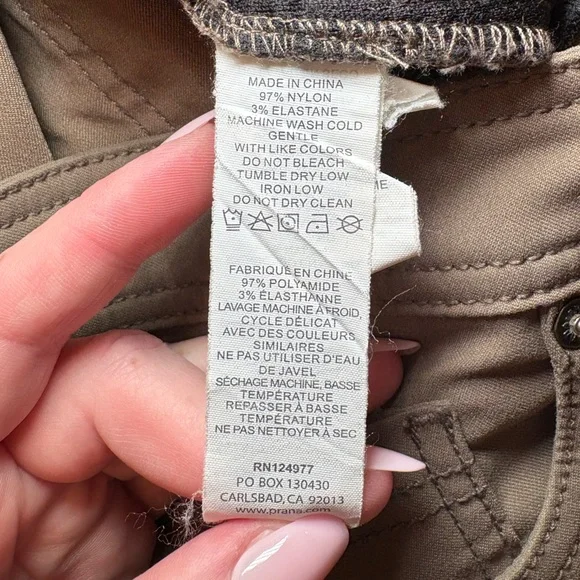 MADE IN CHINA
97% NYLON
3% ELASTANE
MACHINE WASH COLD
GENTLE
WITH LIKE COLORS
DO NOT BLEACH
TUMBLE DRY LOW
IRON LOW
DO NOT DRY CLEAN
FABRIQUÉ EN CHINE
97% POLYAMIDE
3% ÉLASTHANNE
LAVAGE MACHINE À FROID,
CYCLE DÉLICAT
AVEC DES COULEURS
SIMILAIRES
NE PAS UTILISER D'EAU
DE JAVEL
SÉCHAGE MACHINE, BASSE
TEMPÉRATURE
REPASSER À BASSE
TEMPÉRATURE
NE PAS NETTOYER À SEC
RN124977
PO BOX 130430
CARLSBAD, CA 92013
www.prana.com